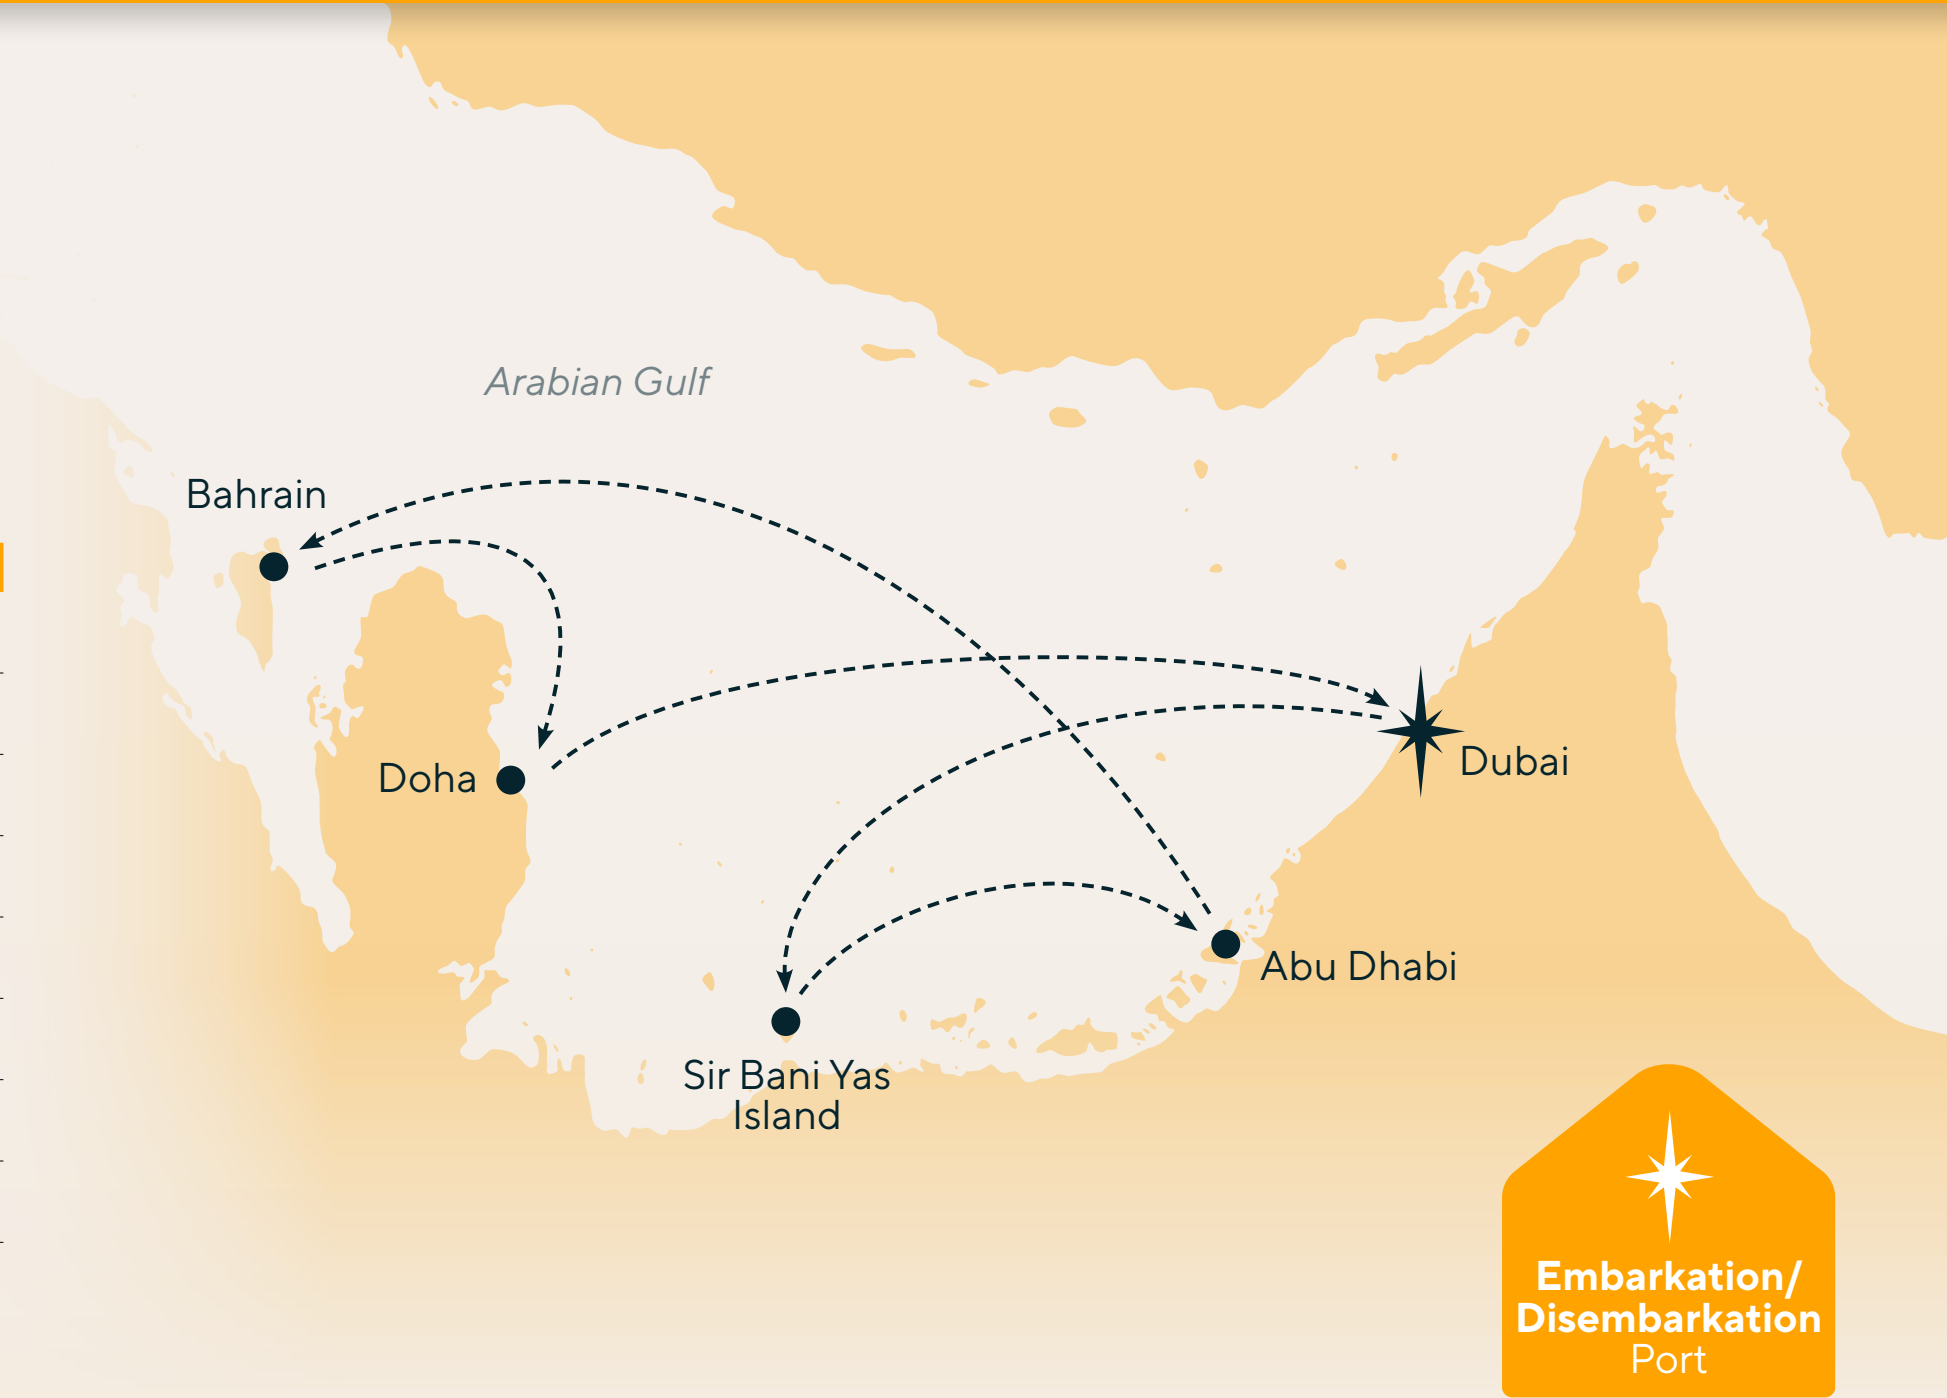 Arabian Gulf
Bahrain
Doha
Dubai
Abu Dhabi
Sir Bani Yas
Island
Embarkation/
Disembarkation
Port